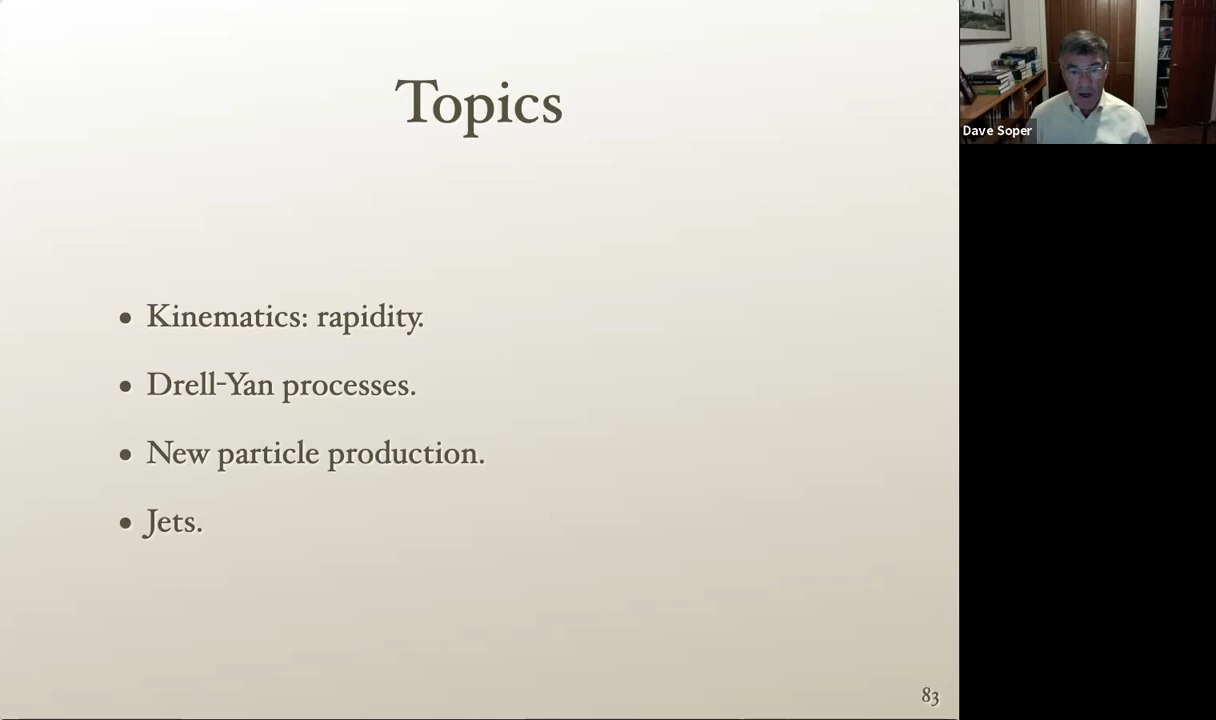 Topics
• Kinematics: rapidity.
• Drell-Yan processes.
• New particle production.
• Jets.
83
Dave Soper